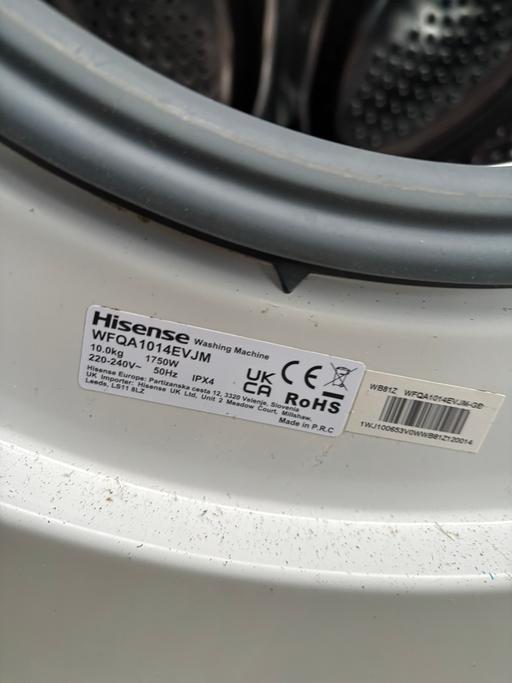 Hisense Washing Machine
WFQA1014EVJM
10.0kg 1750W
220-240V~ 50Hz IPX4
Hisense Europe: Partizanska cesta 12, 3320 Velenje, Slovenia
UK Importer: Hisense UK Ltd, Unit 2 Meadow Court, Millshaw,
Leeds, LS11 8LZ
Made in P.R.C
UK
CA
CE
RoHS
WB81Z WFQA1014EVJM-GB
1WJ100653V0WWB81Z120014